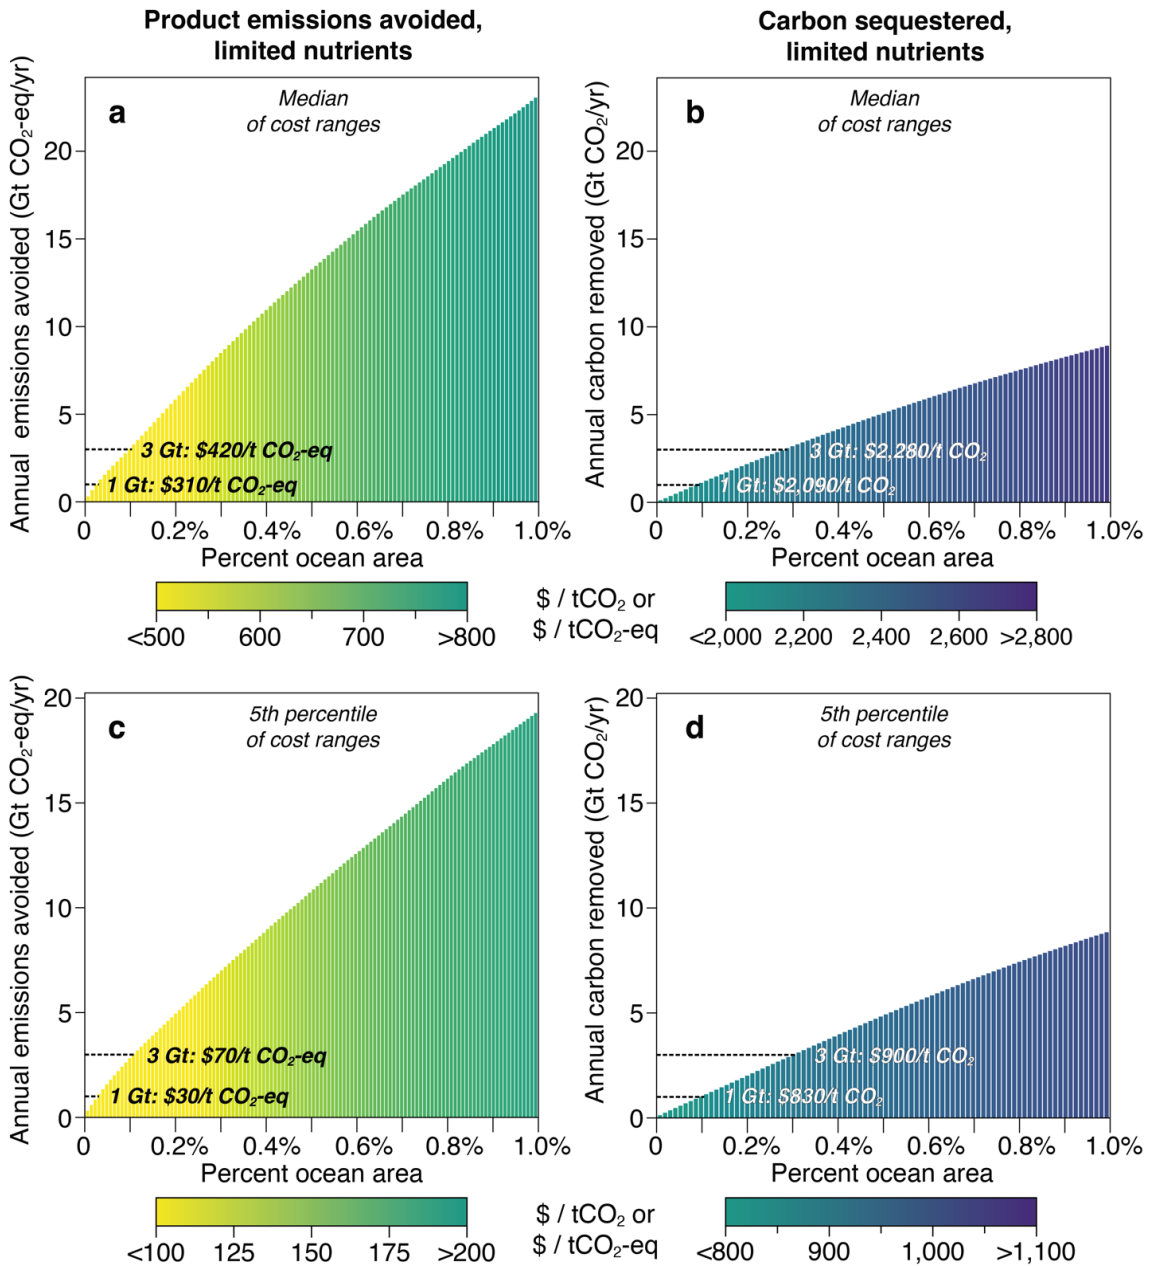 Product emissions avoided,
limited nutrients
Carbon sequestered,
limited nutrients
a
Median
of cost ranges
Annual emissions avoided (Gt CO₂-eq/yr)
20
15
10
5
0
3 Gt: $420/t CO₂-eq
1 Gt: $310/t CO₂-eq
0 0.2% 0.4% 0.6% 0.8% 1.0%
Percent ocean area
b
Median
of cost ranges
Annual carbon removed (Gt CO₂/yr)
20
15
10
5
0
3 Gt: $2,280/t CO₂
1 Gt: $2,090/t CO₂
0 0.2% 0.4% 0.6% 0.8% 1.0%
Percent ocean area
<500 600 700 >800
$ / tCO₂ or
$ / tCO₂-eq
<2,000 2,200 2,400 2,600 >2,800
c
5th percentile
of cost ranges
Annual emissions avoided (Gt CO₂-eq/yr)
20
15
10
5
0
3 Gt: $70/t CO₂-eq
1 Gt: $30/t CO₂-eq
0 0.2% 0.4% 0.6% 0.8% 1.0%
Percent ocean area
d
5th percentile
of cost ranges
Annual carbon removed (Gt CO₂/yr)
20
15
10
5
0
3 Gt: $900/t CO₂
1 Gt: $830/t CO₂
0 0.2% 0.4% 0.6% 0.8% 1.0%
Percent ocean area
<100 125 150 175 >200
$ / tCO₂ or
$ / tCO₂-eq
<800 900 1,000 >1,100